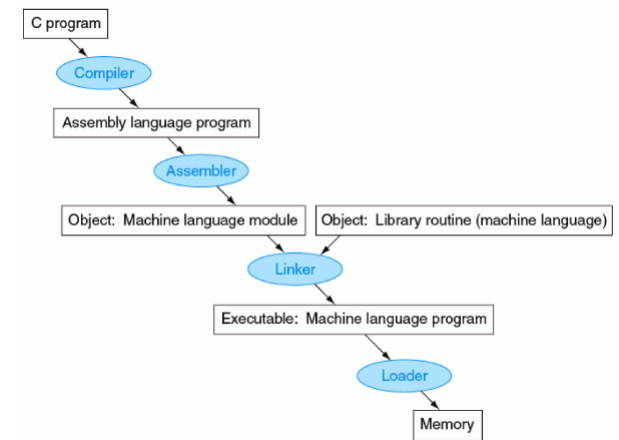 C program
Compiler
Assembly language program
Assembler
Object: Machine language module
Object: Library routine (machine language)
Linker
Executable: Machine language program
Loader
Memory